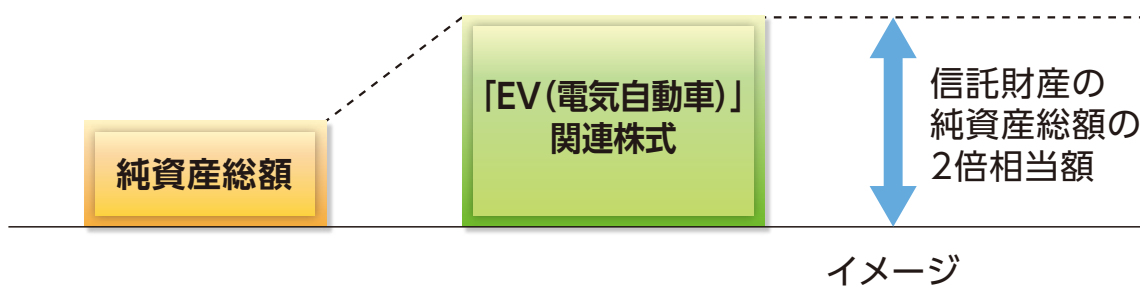 純資産総額
「EV(電気自動車)」
関連株式
信託財産の
純資産総額の
2倍相当額
イメージ